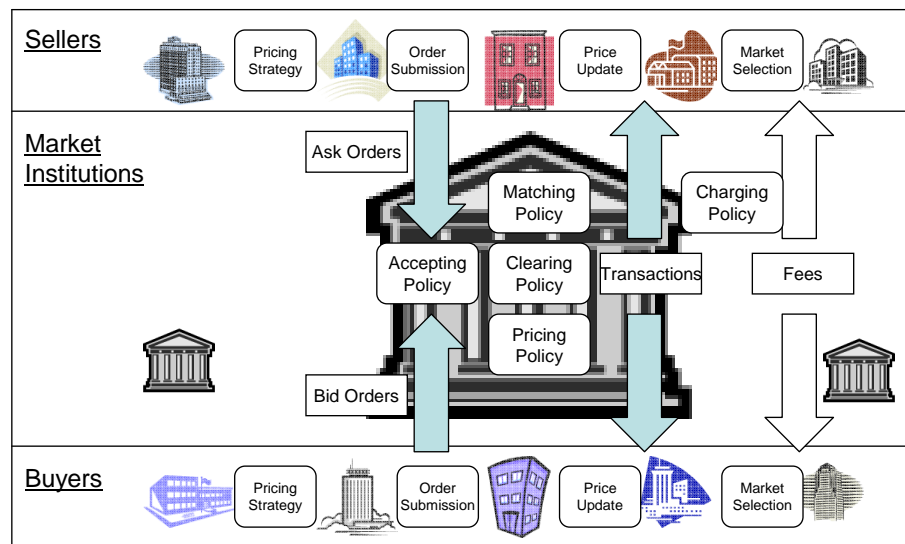 Sellers
Pricing
Strategy
Order
Submission
Price
Update
Market
Selection
Market
Institutions
Ask Orders
Matching
Policy
Charging
Policy
Accepting
Policy
Clearing
Policy
Transactions
Fees
Pricing
Policy
Bid Orders
Buyers
Pricing
Strategy
Order
Submission
Price
Update
Market
Selection